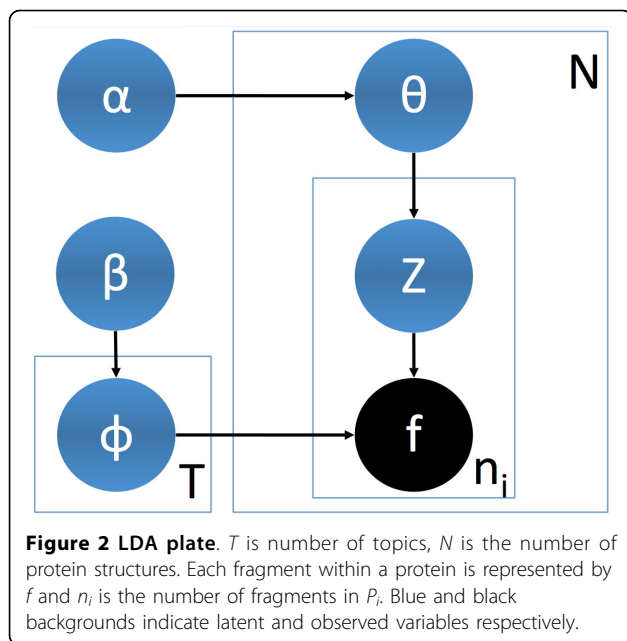 α
θ
N
β
Z
ϕ
T
f
nᵢ
Figure 2 LDA plate. T is number of topics, N is the number of
protein structures. Each fragment within a protein is represented by
f and nᵢ is the number of fragments in Pᵢ. Blue and black
backgrounds indicate latent and observed variables respectively.